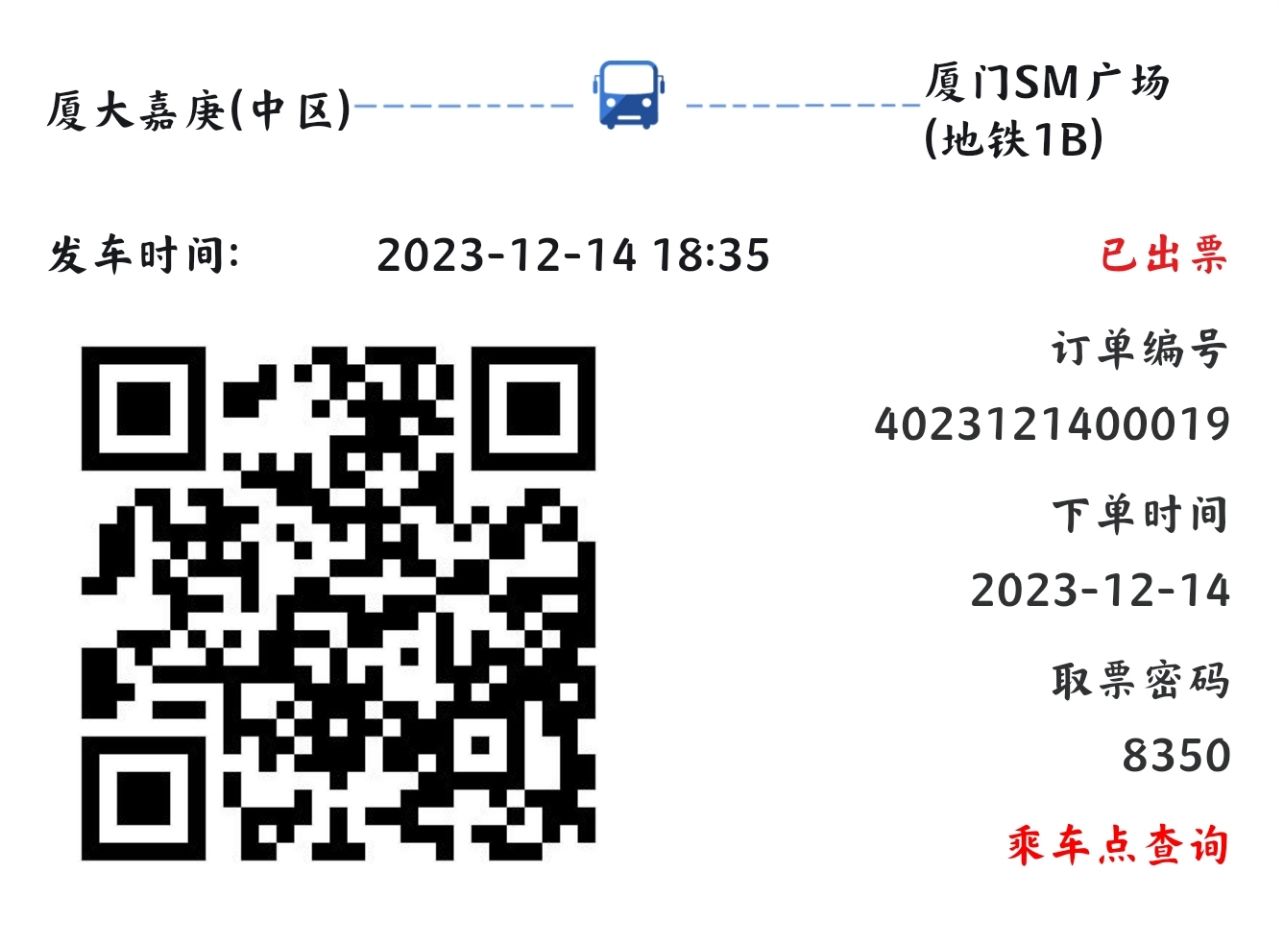 厦大嘉庚(中区)
厦门SM广场
(地铁1B)
发车时间:
2023-12-14 18:35
已出票
订单编号
4023121400019
下单时间
2023-12-14
取票密码
8350
乘车点查询